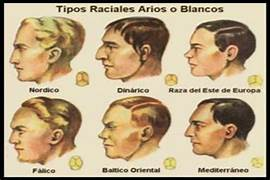 Tipos Raciales Arios o Blancos
Nordico
Dinárico
Raza del Este de Europa
Fálico
Baltico Oriental
Mediterráneo